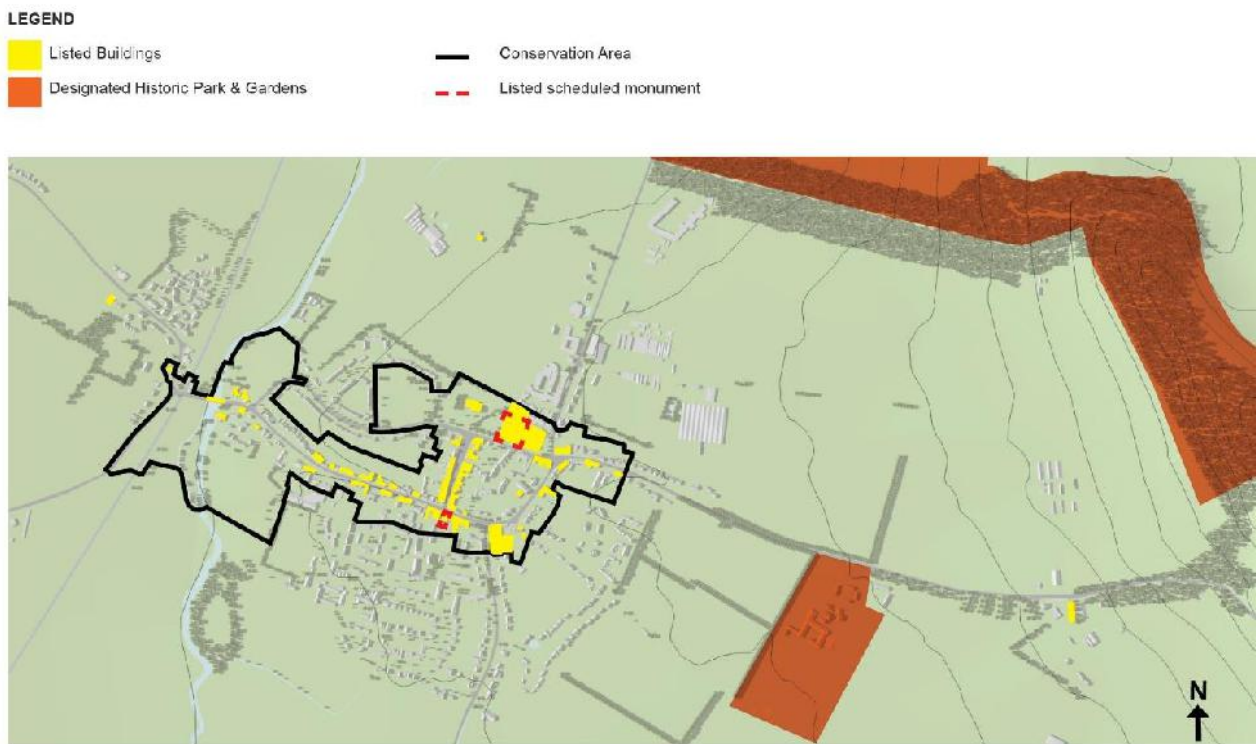 LEGEND
Listed Buildings
Conservation Area
Designated Historic Park & Gardens
Listed scheduled monument
N